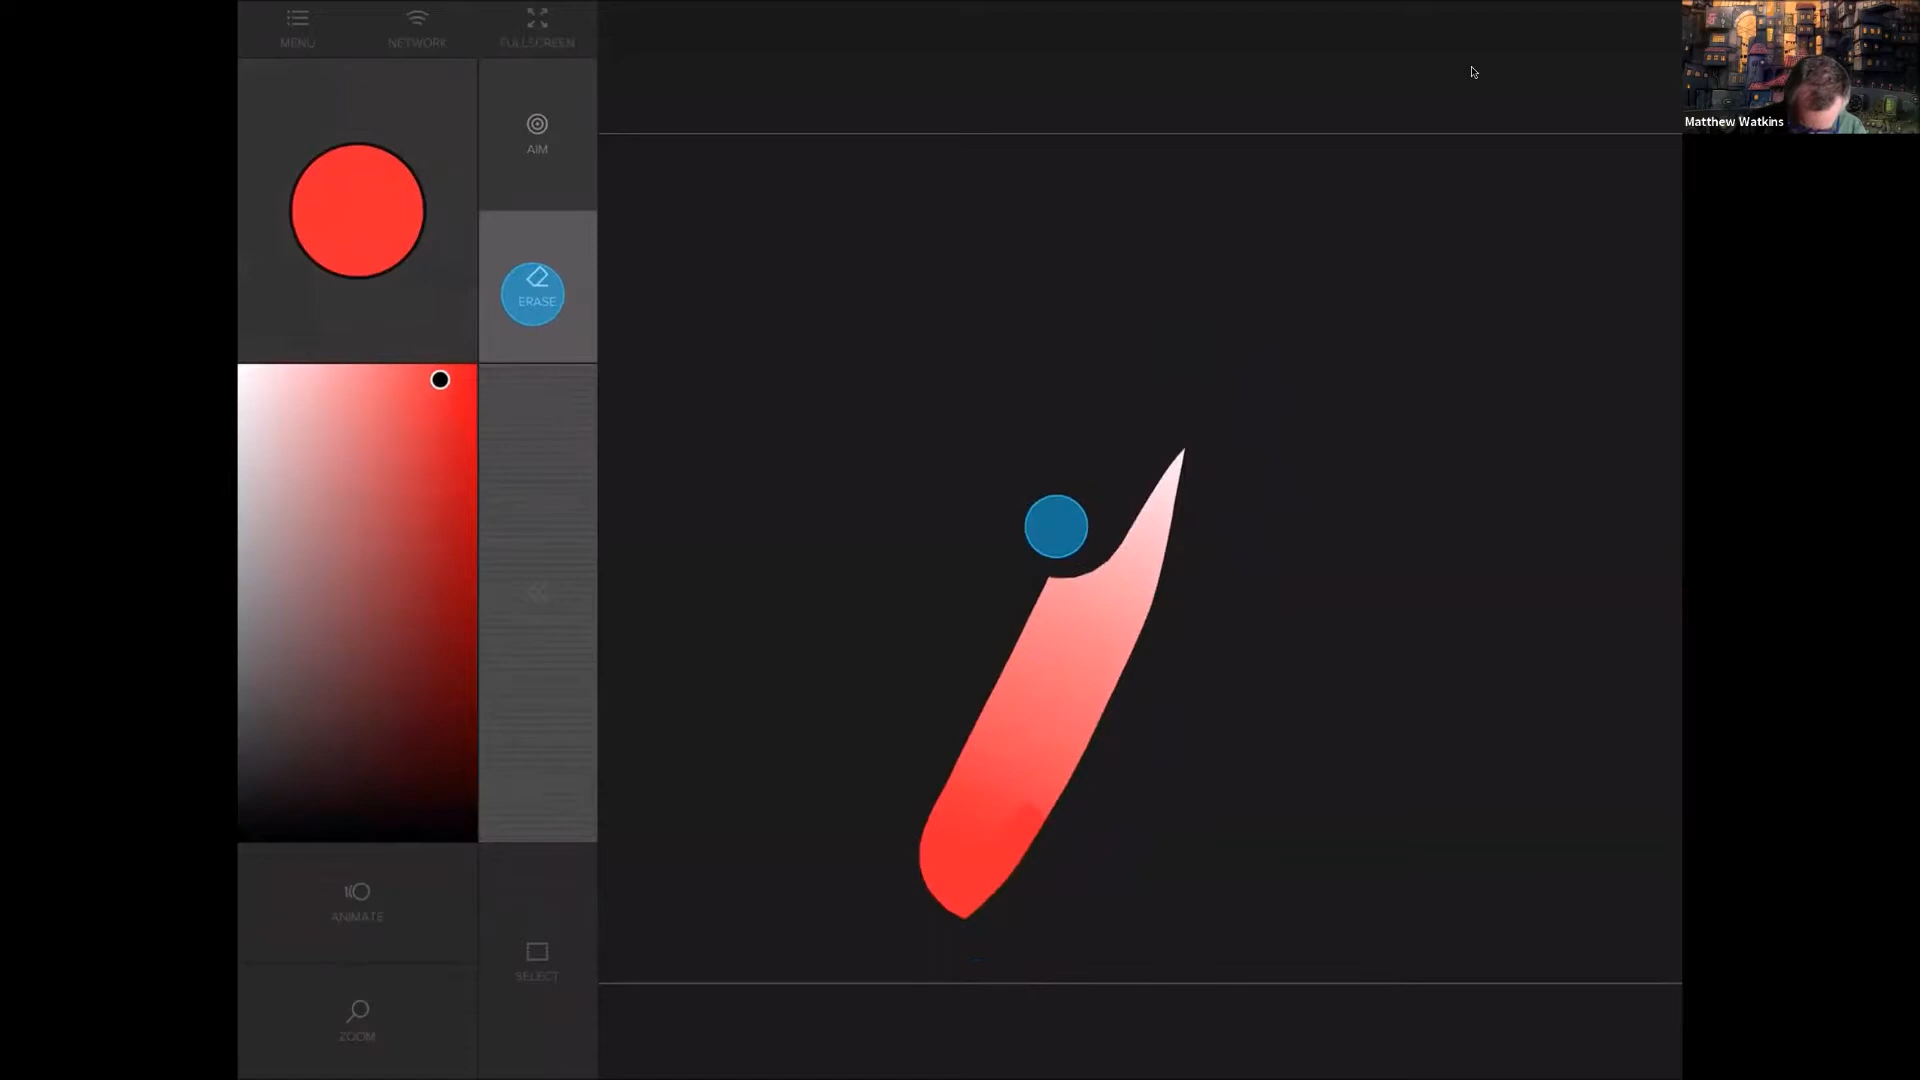 MENU
NETWORK
FULLSCREEN
AIM
Matthew Watkins
ERASE
ANIMATE
SELECT
ZOOM